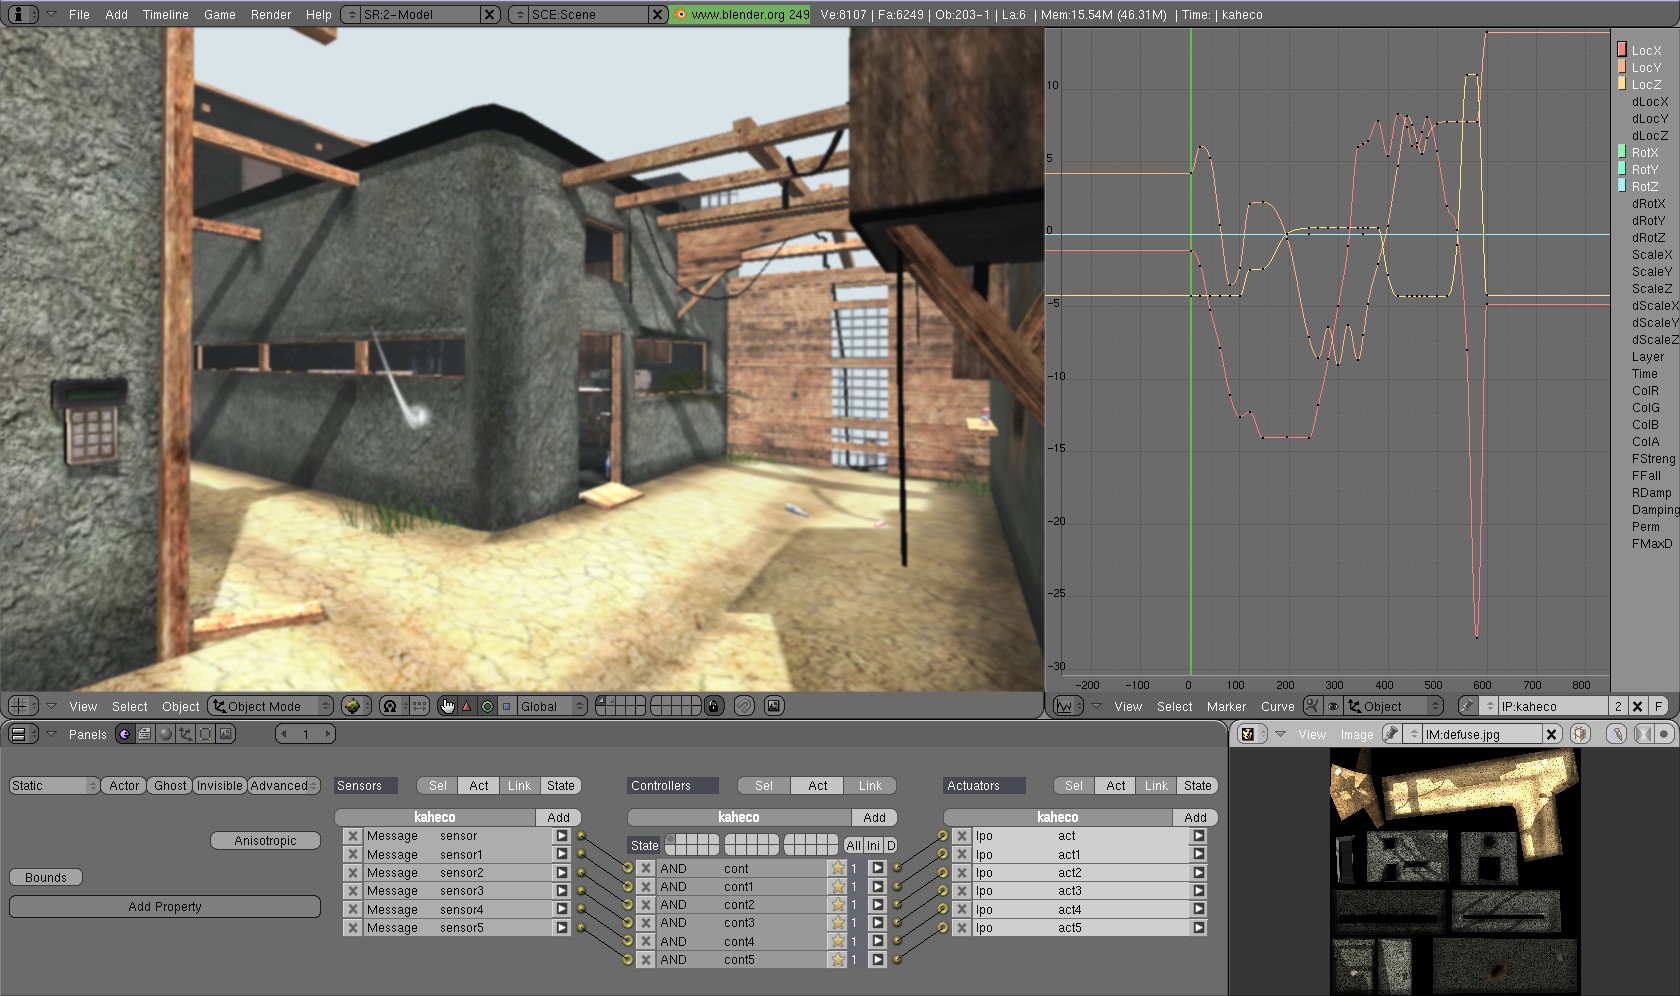 File Add Timeline Game Render Help SR:2-Model SCE:Scene www.blender.org 249 Ve:8107 | Fa:6249 | Ob:203-1 | La:6 | Mem:15.54M (46.31M) | Time: | kaheco
10
5
0
-5
-10
-15
-20
-25
-30
-200 -100 0 100 200 300 400 500 600 700 800
LocX
LocY
LocZ
dLocX
dLocY
dLocZ
RotX
RotY
RotZ
dRotX
dRotY
dRotZ
ScaleX
ScaleY
ScaleZ
dScaleX
dScaleY
dScaleZ
Layer
Time
ColR
ColG
ColB
ColA
FStreng
FFall
RDamp
Damping
Perm
FMaxD
View Select Object Object Mode Global
View Select Marker Curve Object IP:kaheco 2 F
Panels 1
View Image IM:defuse.jpg
Static Actor Ghost Invisible Advanced
Anisotropic
Bounds
Add Property
Sensors Sel Act Link State
kaheco Add
Message sensor
Message sensor1
Message sensor2
Message sensor3
Message sensor4
Message sensor5
Controllers Sel Act Link
kaheco Add
State All Ini D
AND cont 1
AND cont1 1
AND cont2 1
AND cont3 1
AND cont4 1
AND cont5 1
Actuators Sel Act Link State
kaheco Add
Ipo act
Ipo act1
Ipo act2
Ipo act3
Ipo act4
Ipo act5